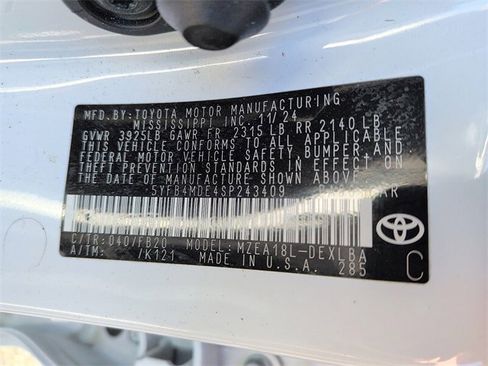 MFD. BY: TOYOTA MOTOR MANUFACTURING
MISSISSIPPI INC. 11/24
GVWR 3925LB GAWR FR 2315 LB RR 2140 LB
THIS VEHICLE CONFORMS TO ALL APPLICABLE
FEDERAL MOTOR VEHICLE SAFETY, BUMPER, AND
THEFT PREVENTION STANDARDS IN EFFECT ON
THE DATE OF MANUFACTURE SHOWN ABOVE.
5YFB4MDE4SP243409 PASS. CAR
C/TR: 040/FB20 MODEL: MZEA18L-DEXLBA
A/TM: /K121 MADE IN U.S.A. 285
C